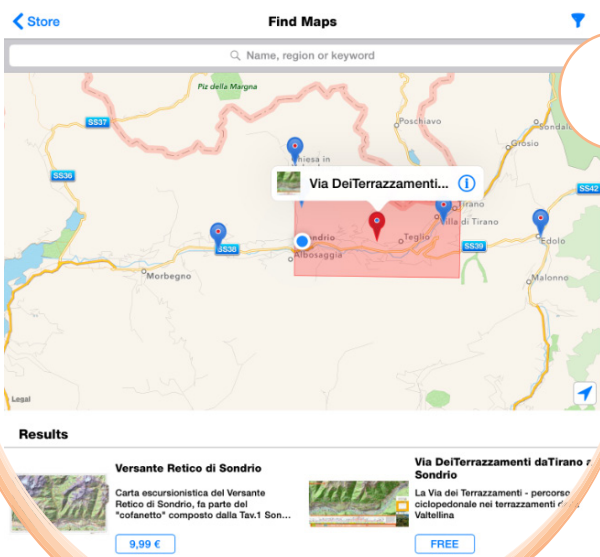 Store
Find Maps
Name, region or keyword
Piz della Margna
SS37
Poschiavo
Sondalo
Grosio
SS36
Chiesa in
Via DeiTerrazzamenti...
SS42
Tirano
Villa di Tirano
Sondrio
Teglio
SS38
SS39
Edolo
Albosaggia
Morbegno
Malonno
Legal
Results
Versante Retico di Sondrio
Carta escursionistica del Versante
Retico di Sondrio, fa parte del
"cofanetto" composto dalla Tav.1 Son...
9,99 €
Via DeiTerrazzamenti daTirano a
Sondrio
La Via dei Terrazzamenti - percorso
ciclopedonale nei terrazzamenti della
Valtellina
FREE